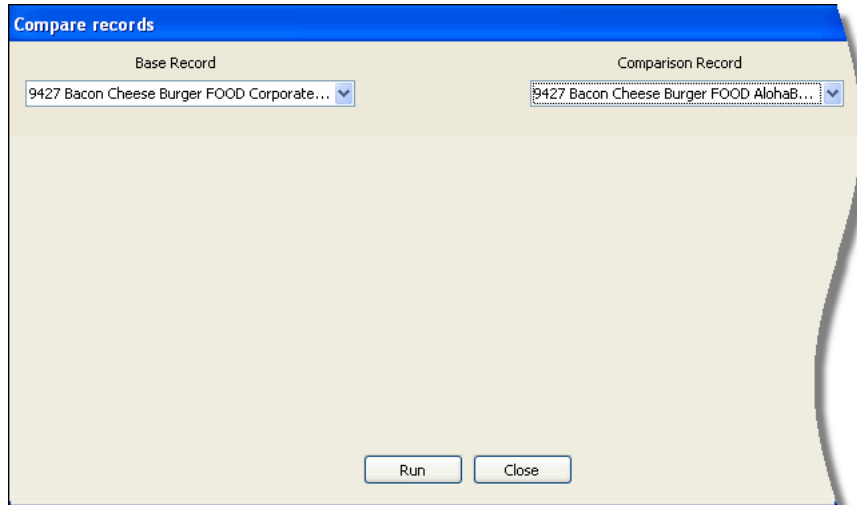 Compare records
Base Record
Comparison Record
9427 Bacon Cheese Burger FOOD Corporate...
9427 Bacon Cheese Burger FOOD AlohaB...
Run
Close